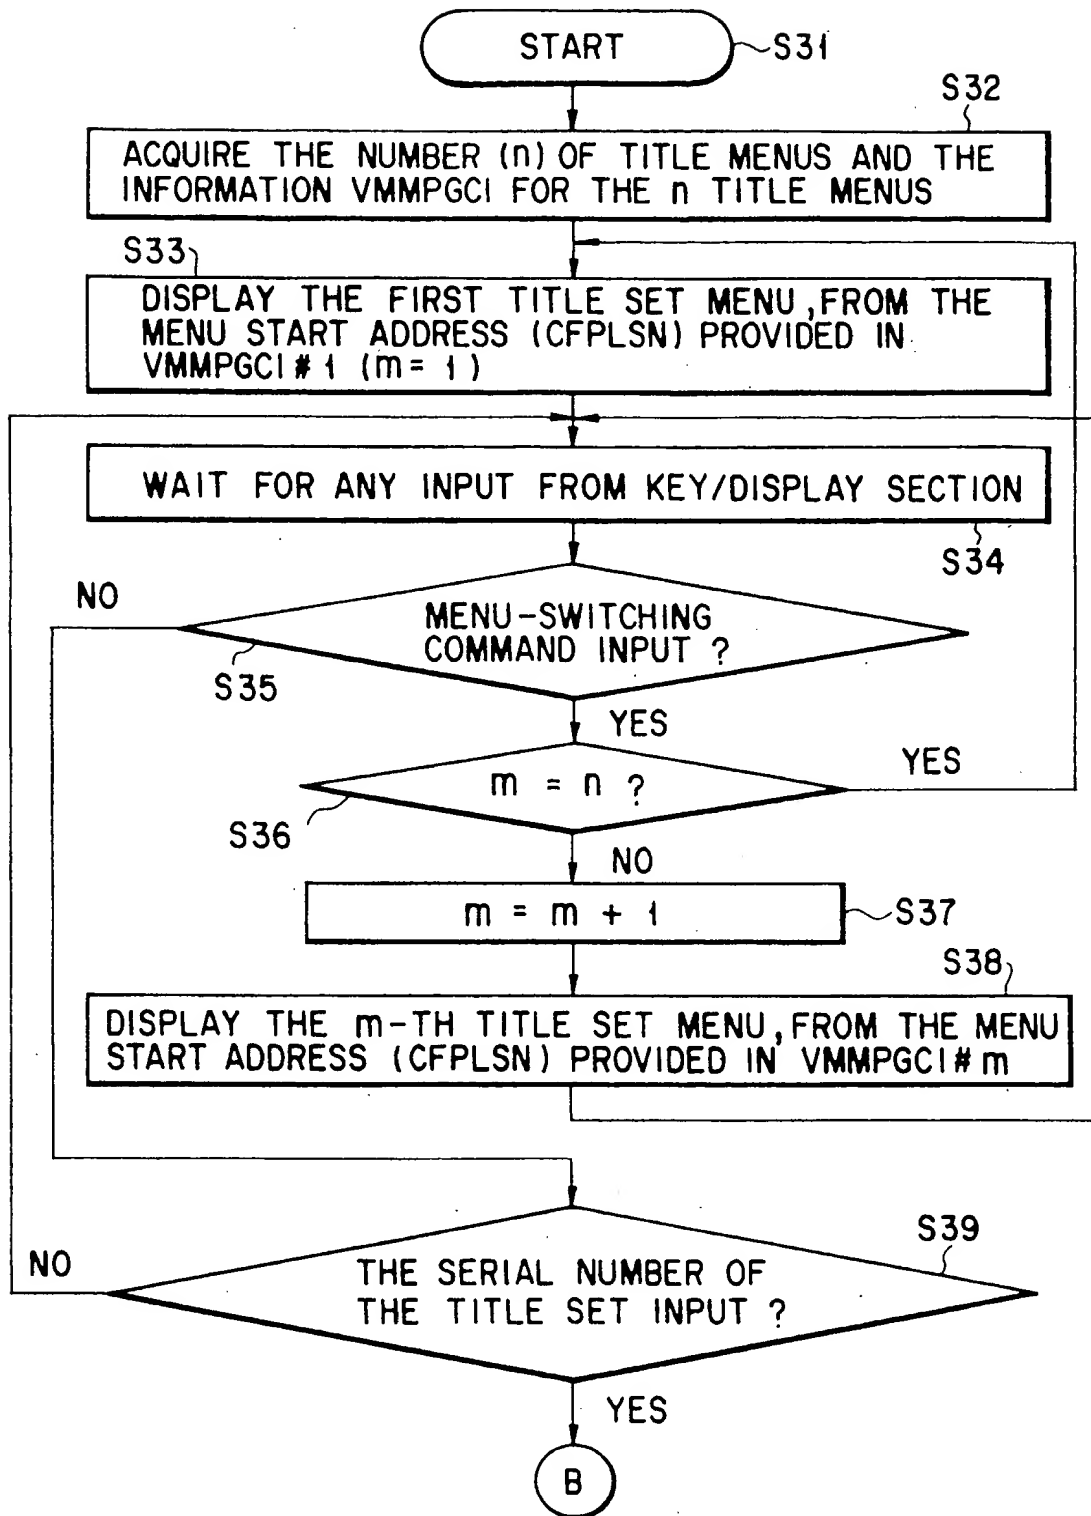 START
S31
S32
ACQUIRE THE NUMBER (n) OF TITLE MENUS AND THE
INFORMATION VMMPGCI FOR THE n TITLE MENUS
S33
DISPLAY THE FIRST TITLE SET MENU, FROM THE
MENU START ADDRESS (CFPLSN) PROVIDED IN
VMMPGCI # 1 (m = 1)
WAIT FOR ANY INPUT FROM KEY/DISPLAY SECTION
S34
NO
MENU-SWITCHING
COMMAND INPUT ?
S35
YES
m = n ?
YES
S36
NO
m = m + 1
S37
S38
DISPLAY THE m-TH TITLE SET MENU, FROM THE MENU
START ADDRESS (CFPLSN) PROVIDED IN VMMPGCI # m
S39
NO
THE SERIAL NUMBER OF
THE TITLE SET INPUT ?
YES
B